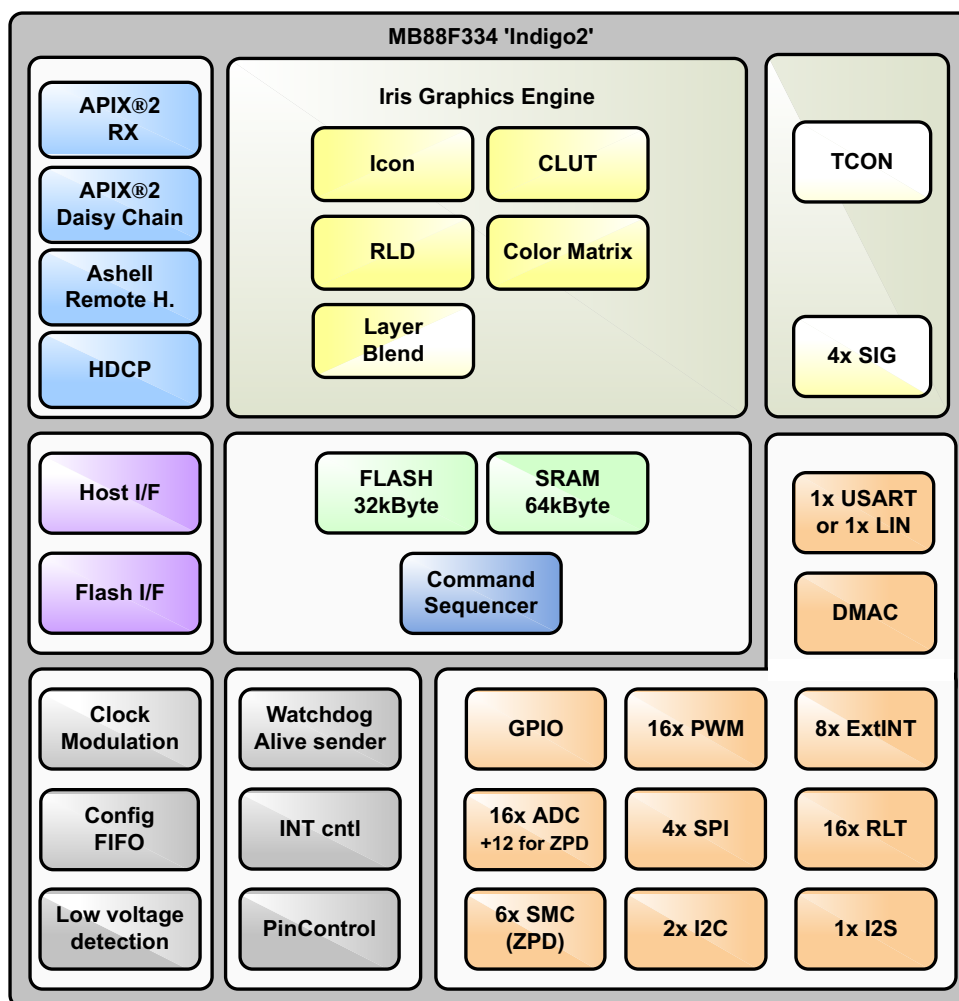 MB88F334 'Indigo2'
APIX®2
RX
APIX®2
Daisy Chain
Ashell
Remote H.
HDCP
Iris Graphics Engine
Icon
CLUT
RLD
Color Matrix
Layer
Blend
TCON
4x SIG
Host I/F
Flash I/F
FLASH
32kByte
SRAM
64kByte
Command
Sequencer
1x USART
or 1x LIN
DMAC
Clock
Modulation
Config
FIFO
Low voltage
detection
Watchdog
Alive sender
INT cntl
PinControl
GPIO
16x PWM
8x ExtINT
16x ADC
+12 for ZPD
4x SPI
16x RLT
6x SMC
(ZPD)
2x I2C
1x I2S